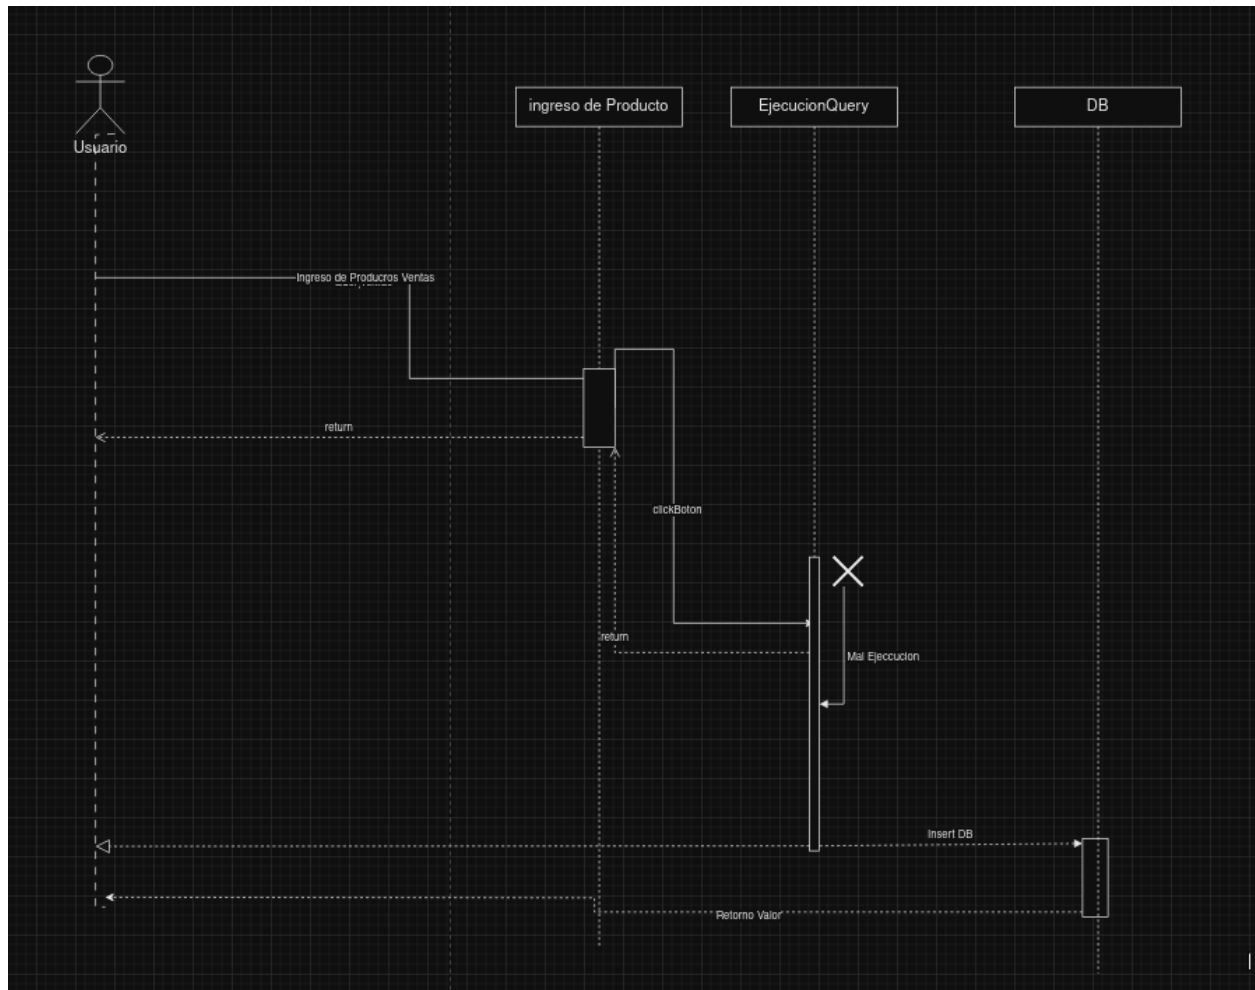 Usuario
ingreso de Producto
EjecucionQuery
DB
Ingreso de Producros Ventas
return
clickBoton
return
Mal Ejeccucion
Insert DB
Retorno Valor